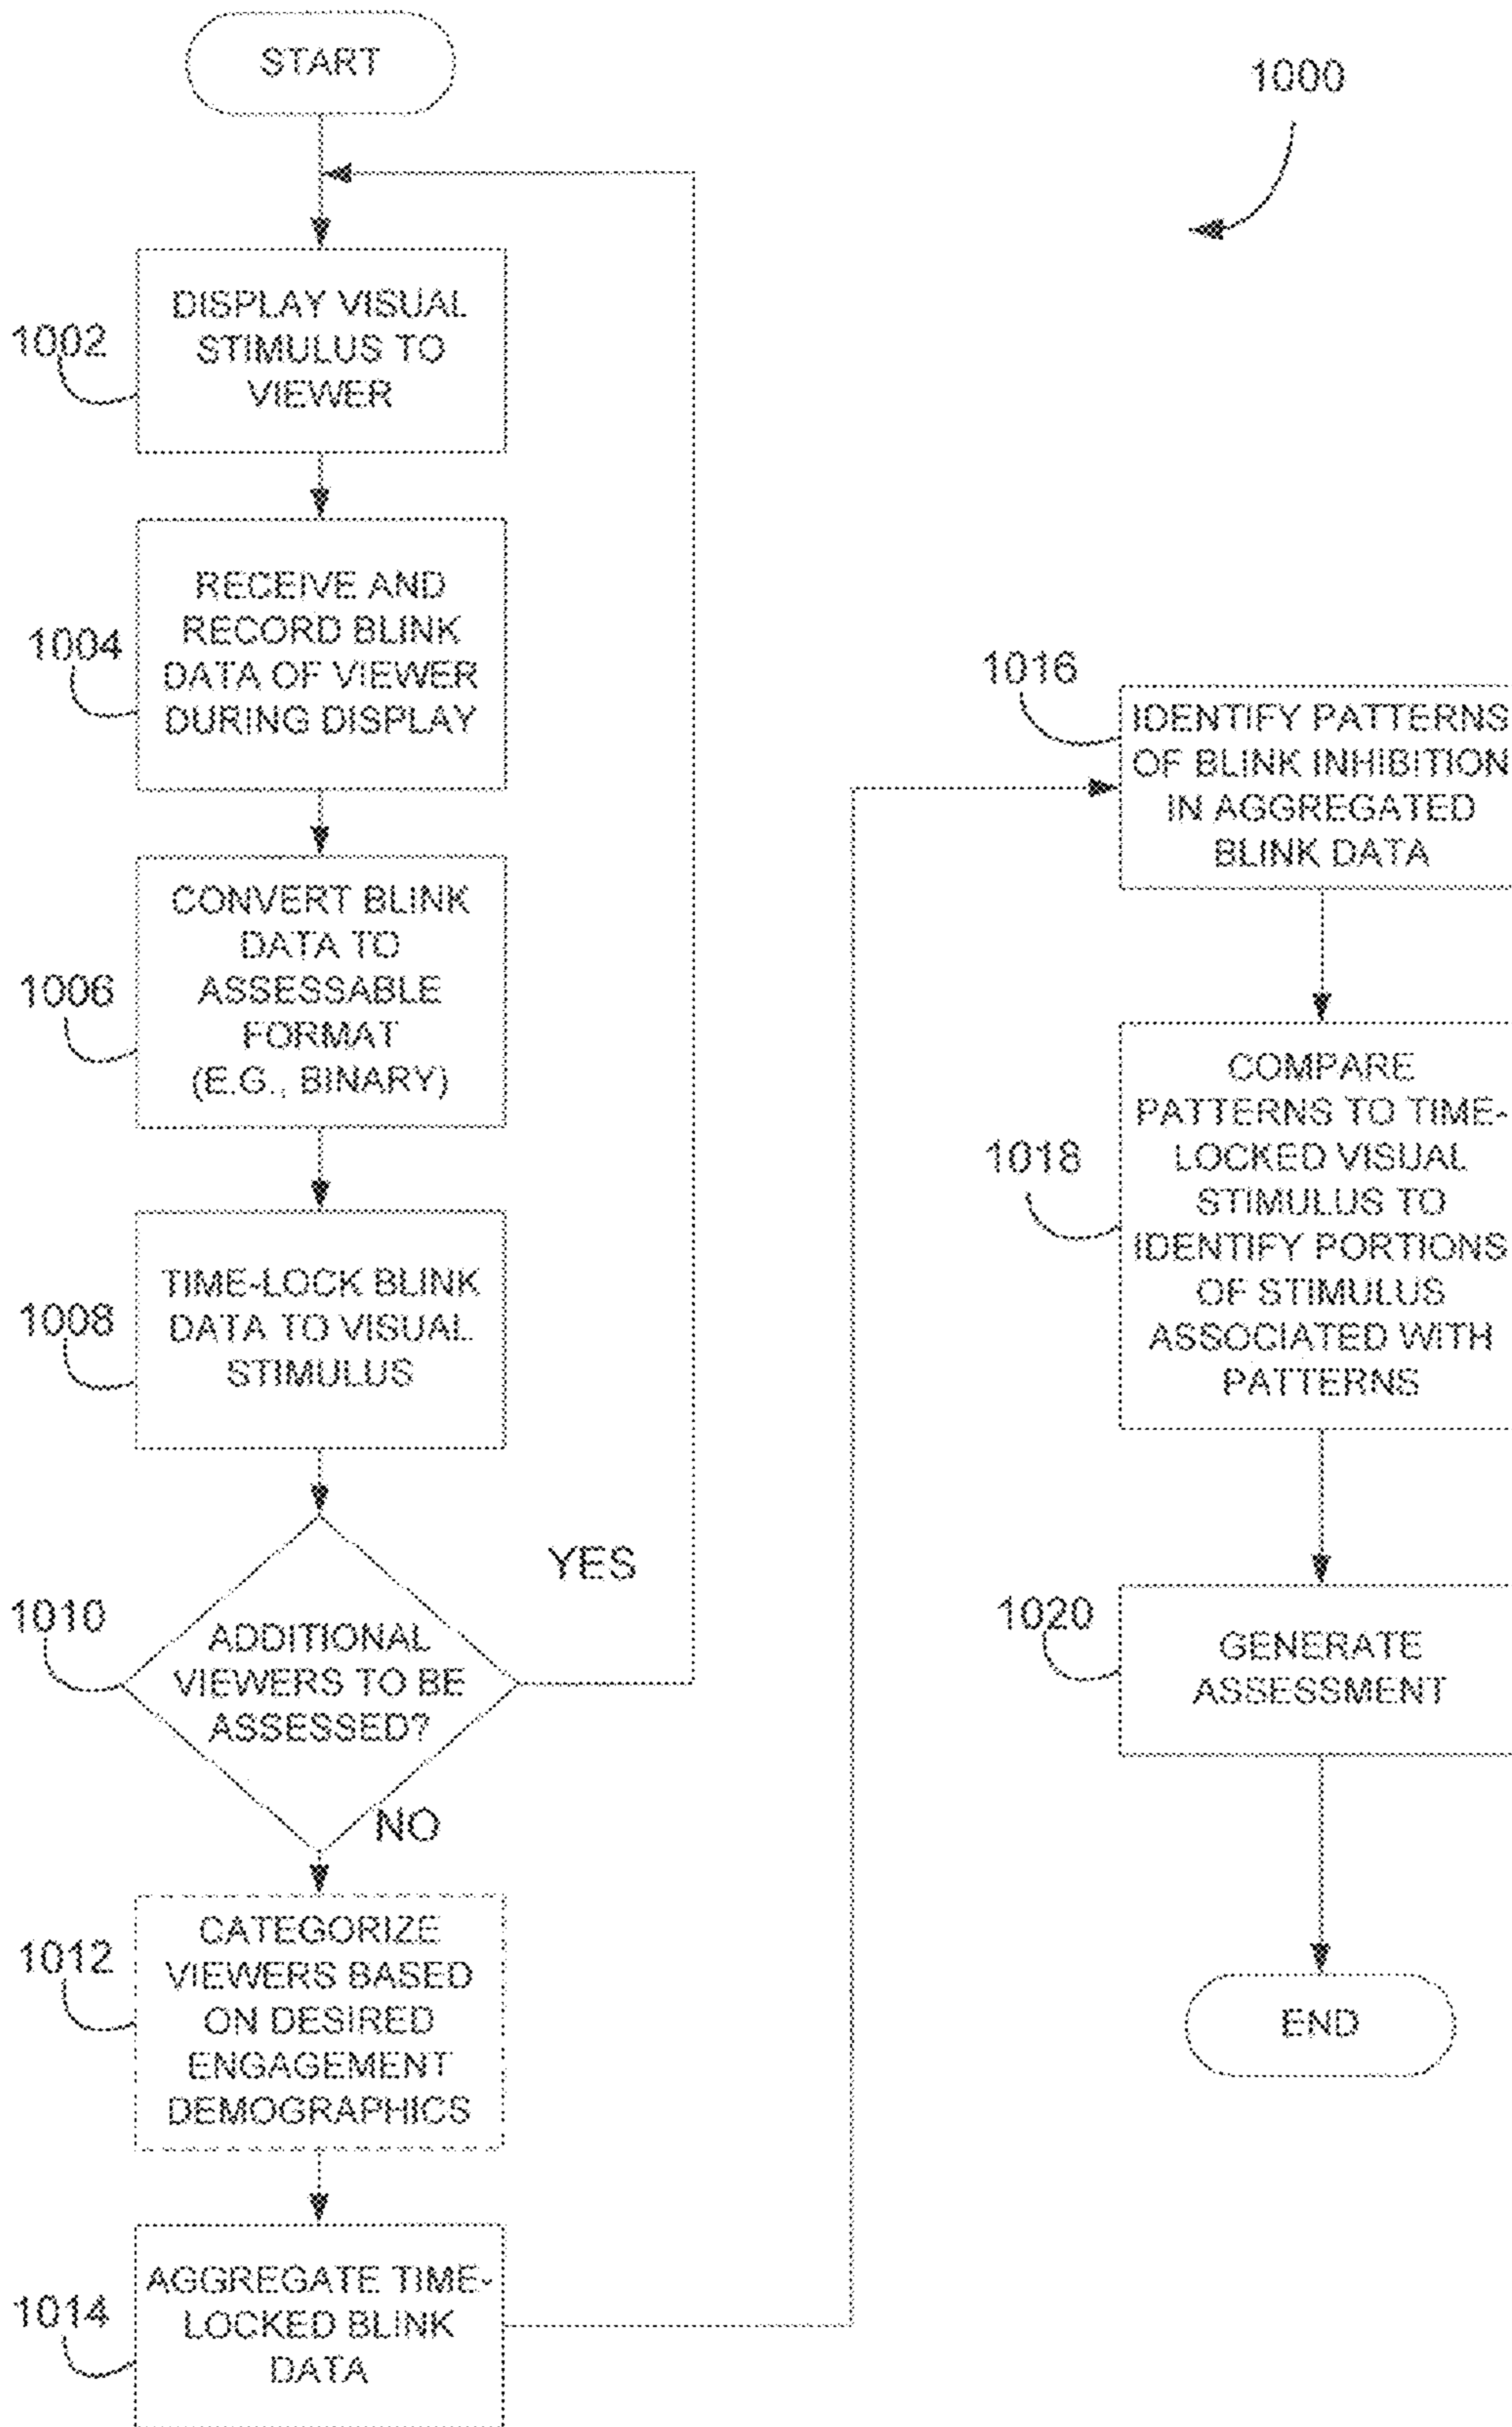 START
1000
1002
DISPLAY VISUAL
STIMULUS TO
VIEWER
1004
RECEIVE AND
RECORD BLINK
DATA OF VIEWER
DURING DISPLAY
1006
CONVERT BLINK
DATA TO
ASSESSABLE
FORMAT
(E.G., BINARY)
1008
TIME-LOCK BLINK
DATA TO VISUAL
STIMULUS
1010
ADDITIONAL
VIEWERS TO BE
ASSESSED?
YES
NO
1012
CATEGORIZE
VIEWERS BASED
ON DESIRED
ENGAGEMENT
DEMOGRAPHICS
1014
AGGREGATE TIME-
LOCKED BLINK
DATA
1016
IDENTIFY PATTERNS
OF BLINK INHIBITION
IN AGGREGATED
BLINK DATA
1018
COMPARE
PATTERNS TO TIME-
LOCKED VISUAL
STIMULUS TO
IDENTIFY PORTIONS
OF STIMULUS
ASSOCIATED WITH
PATTERNS
1020
GENERATE
ASSESSMENT
END